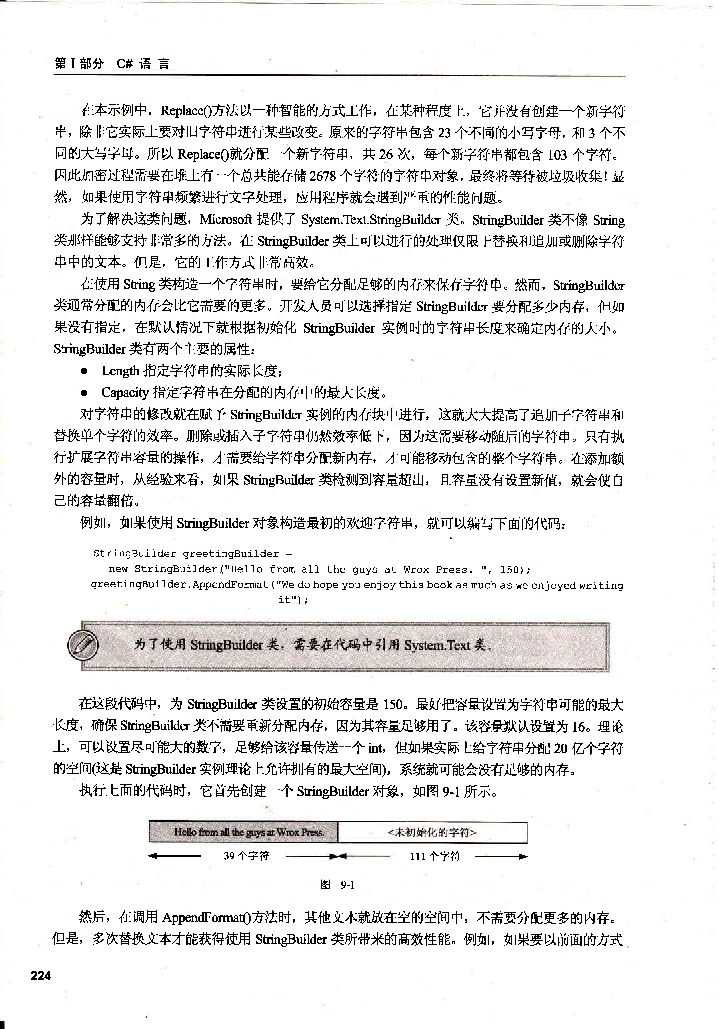 第Ⅰ部分 C# 语 言
在本示例中，Replace()方法以一种智能的方式工作，在某种程度上，它并没有创建一个新字符
串，除非它实际上要对旧字符串进行某些改变。原来的字符串包含 23 个不同的小写字母，和 3 个不
同的大写字母。所以 Replace()就分配一个新字符串，共 26 次，每个新字符串都包含 103 个字符。
因此加密过程需要在堆上有一个总共能存储 2678 个字符的字符串对象，最终将等待被垃圾收集！显
然，如果使用字符串频繁进行文字处理，应用程序就会遇到严重的性能问题。
为了解决这类问题，Microsoft 提供了 System.Text.StringBuilder 类。StringBuilder 类不像 String
类那样能够支持非常多的方法。在 StringBuilder 类上可以进行的处理仅限于替换和追加或删除字符
串中的文本。但是，它的工作方式非常高效。
在使用 String 类构造一个字符串时，要给它分配足够的内存来保存字符串。然而，StringBuilder
类通常分配的内存会比它需要的更多。开发人员可以选择指定 StringBuilder 要分配多少内存，但如
果没有指定，在默认情况下就根据初始化 StringBuilder 实例时的字符串长度来确定内存的大小。
StringBuilder 类有两个主要的属性：
● Length 指定字符串的实际长度；
● Capacity 指定字符串在分配的内存中的最大长度。
对字符串的修改就在赋予 StringBuilder 实例的内存块中进行，这就大大提高了追加子字符串和
替换单个字符的效率。删除或插入子字符串仍然效率低下，因为这需要移动随后的字符串。只有执
行扩展字符串容量的操作，才需要给字符串分配新内存，才可能移动包含的整个字符串。在添加额
外的容量时，从经验来看，如果 StringBuilder 类检测到容量超出，且容量没有设置新值，就会使自
己的容量翻倍。
例如，如果使用 StringBuilder 对象构造最初的欢迎字符串，就可以编写下面的代码：
StringBuilder greetingBuilder =
new StringBuilder("Hello from all the guys at Wrox Press. ", 150);
greetingBuilder.AppendFormat("We do hope you enjoy this book as much as we enjoyed writing
it");
为了使用 StringBuilder 类，需要在代码中引用 System.Text 类。
在这段代码中，为 StringBuilder 类设置的初始容量是 150。最好把容量设置为字符串可能的最大
长度，确保 StringBuilder 类不需要重新分配内存，因为其容量足够用了。该容量默认设置为 16。理论
上，可以设置尽可能大的数字，足够给该容量传送一个 int，但如果实际上给字符串分配 20 亿个字符
的空间(这是 StringBuilder 实例理论上允许拥有的最大空间)，系统就可能会没有足够的内存。
执行上面的代码时，它首先创建一个 StringBuilder 对象，如图 9-1 所示。
Hello from all the guys at Wrox Press. <未初始化的字符>
39 个字符 111 个字符
图 9-1
然后，在调用 AppendFormat()方法时，其他文本就放在空的空间中，不需要分配更多的内存。
但是，多次替换文本才能获得使用 StringBuilder 类所带来的高效性能。例如，如果要以前面的方式
224